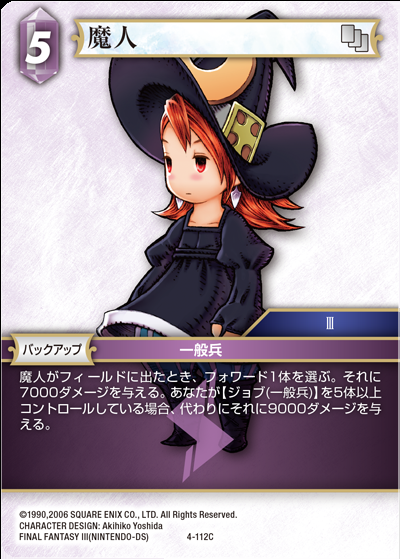 5
魔人
III
バックアップ
一般兵
魔人がフィールドに出たとき、フォワード1体を選ぶ。それに
7000ダメージを与える。あなたが【ジョブ(一般兵)】を5体以上
コントロールしている場合、代わりにそれに9000ダメージを与
える。
©1990,2006 SQUARE ENIX CO., LTD. All Rights Reserved.
CHARACTER DESIGN: Akihiko Yoshida
FINAL FANTASY III(NINTENDO-DS)
4-112C